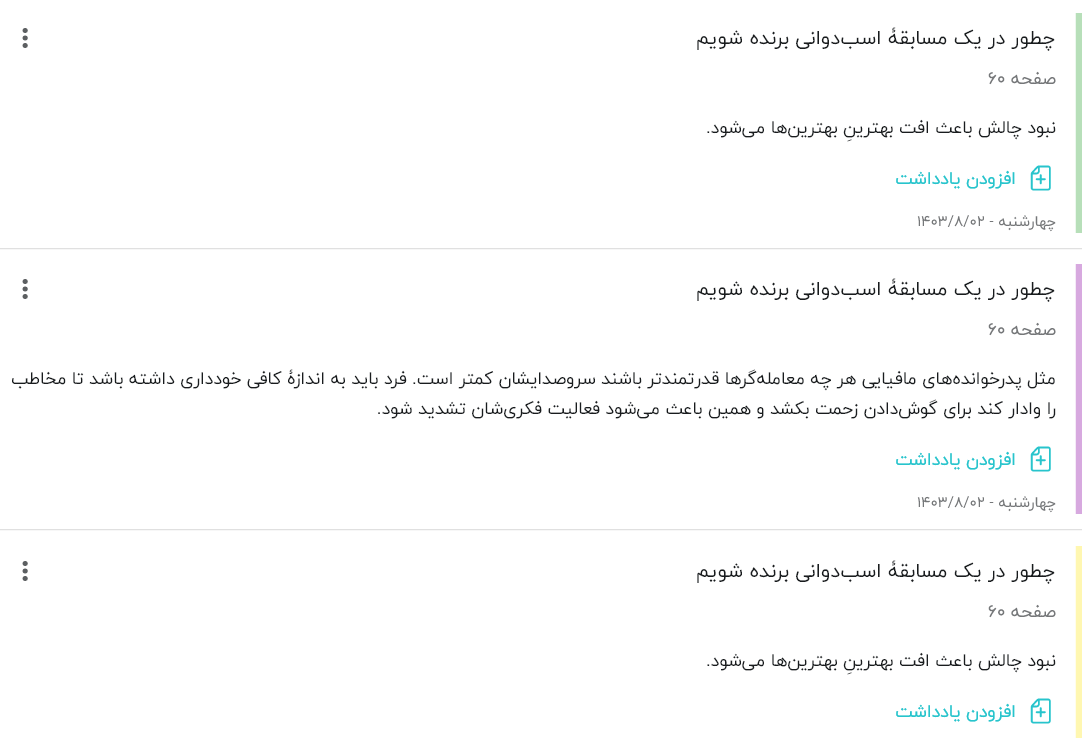 چطور در یک مسابقهٔ اسب‌دوانی برنده شویم
صفحه ۶۰
نبود چالش باعث افت بهترینِ بهترین‌ها می‌شود.
افزودن یادداشت
چهارشنبه - ۱۴۰۳/۸/۰۲
چطور در یک مسابقهٔ اسب‌دوانی برنده شویم
صفحه ۶۰
مثل پدرخوانده‌های مافیایی هر چه معامله‌گرها قدرتمندتر باشند سروصدایشان کمتر است. فرد باید به اندازهٔ کافی خودداری داشته باشد تا مخاطب
را وادار کند برای گوش‌دادن زحمت بکشد و همین باعث می‌شود فعالیت فکری‌شان تشدید شود.
افزودن یادداشت
چهارشنبه - ۱۴۰۳/۸/۰۲
چطور در یک مسابقهٔ اسب‌دوانی برنده شویم
صفحه ۶۰
نبود چالش باعث افت بهترینِ بهترین‌ها می‌شود.
افزودن یادداشت